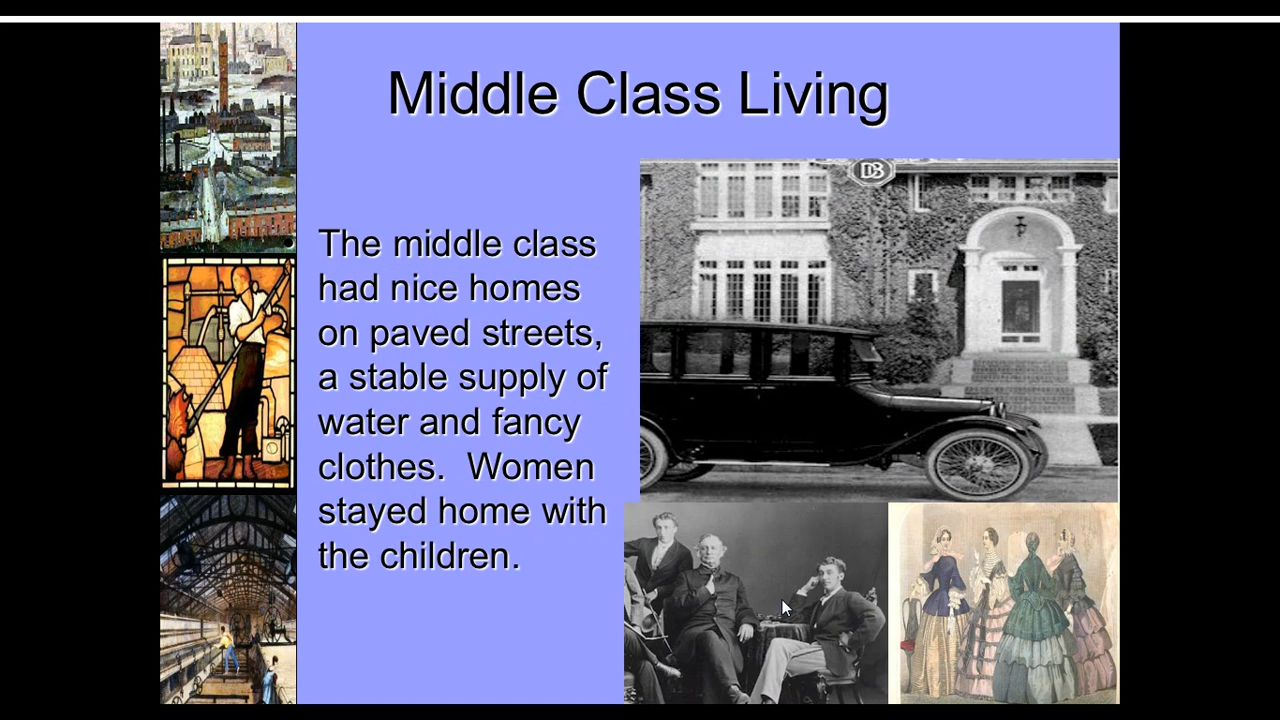 Middle Class Living
DB
The middle class
had nice homes
on paved streets,
a stable supply of
water and fancy
clothes.  Women
stayed home with
the children.